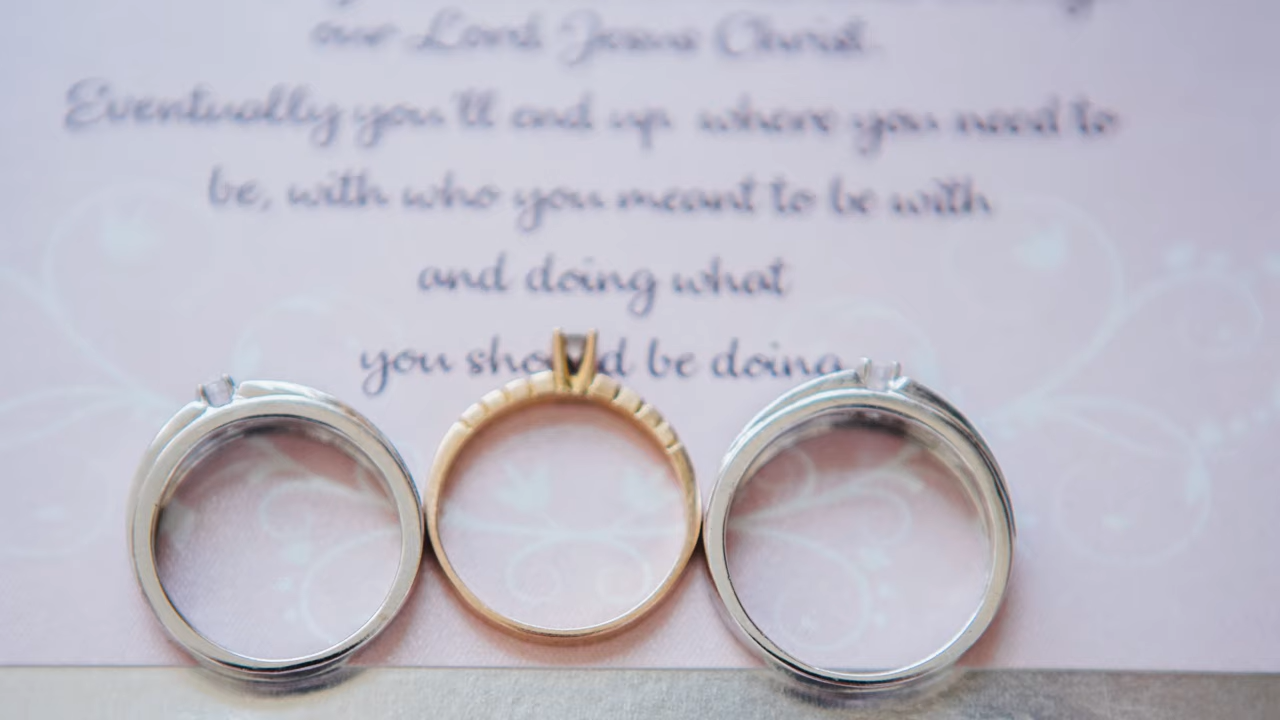 our Lord Jesus Christ.
Eventually you'll end up where you need to
be, with who you meant to be with
and doing what
you should be doing